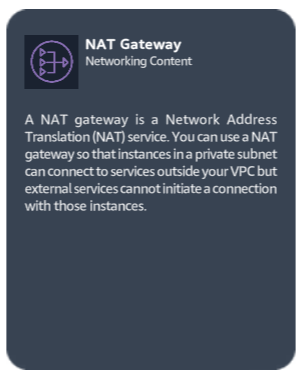 NAT Gateway
Networking Content
A NAT gateway is a Network Address
Translation (NAT) service. You can use a NAT
gateway so that instances in a private subnet
can connect to services outside your VPC but
external services cannot initiate a connection
with those instances.